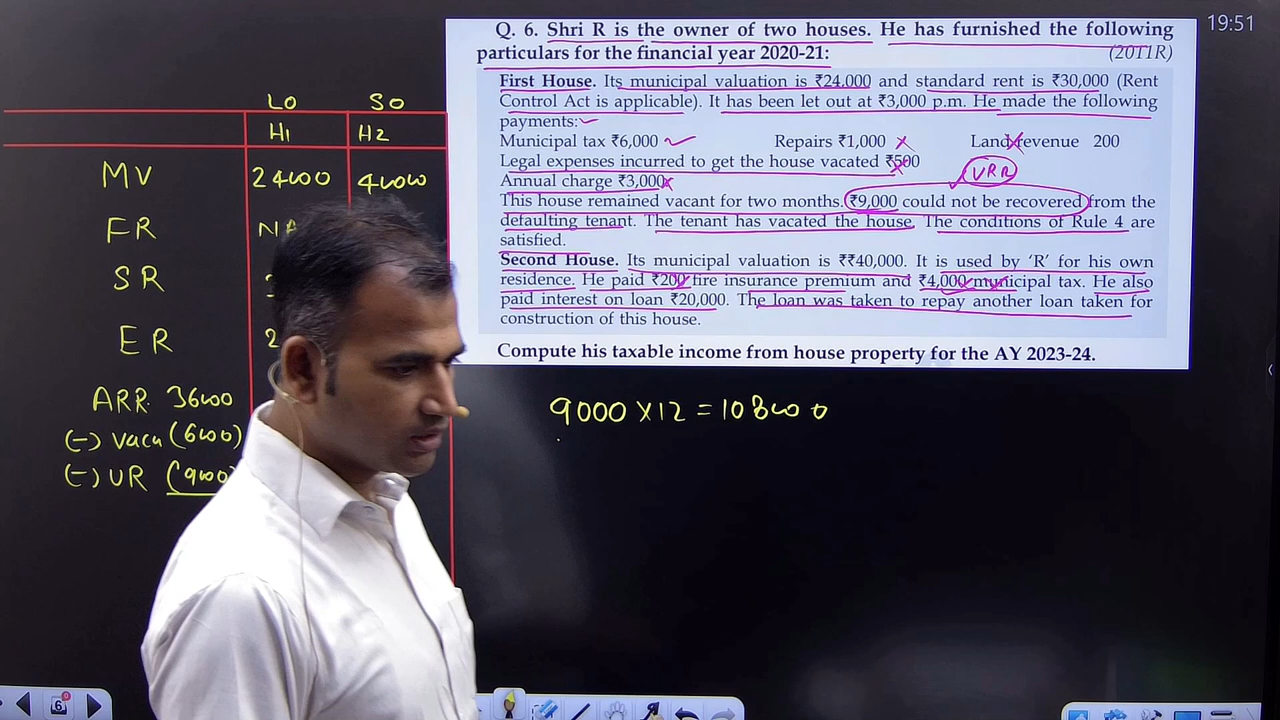 19:51
Q. 6. Shri R is the owner of two houses. He has furnished the following
particulars for the financial year 2020-21: (2011R)
First House. Its municipal valuation is ₹24,000 and standard rent is ₹30,000 (Rent
Control Act is applicable). It has been let out at ₹3,000 p.m. He made the following
payments:
Municipal tax ₹6,000 Repairs ₹1,000 Land revenue 200
Legal expenses incurred to get the house vacated ₹500
Annual charge ₹3,000
URR
This house remained vacant for two months. ₹9,000 could not be recovered from the
defaulting tenant. The tenant has vacated the house. The conditions of Rule 4 are
satisfied.
Second House. Its municipal valuation is ₹₹40,000. It is used by 'R' for his own
residence. He paid ₹200 fire insurance premium and ₹4,000 municipal tax. He also
paid interest on loan ₹20,000. The loan was taken to repay another loan taken for
construction of this house.
Compute his taxable income from house property for the AY 2023-24.
LO SO
H1 H2
MV 24000 40000
FR
SR
ER 2
ARR 36000
(-) Vaca (6000)
(-) UR (9000
9000 X 12 = 108000
6